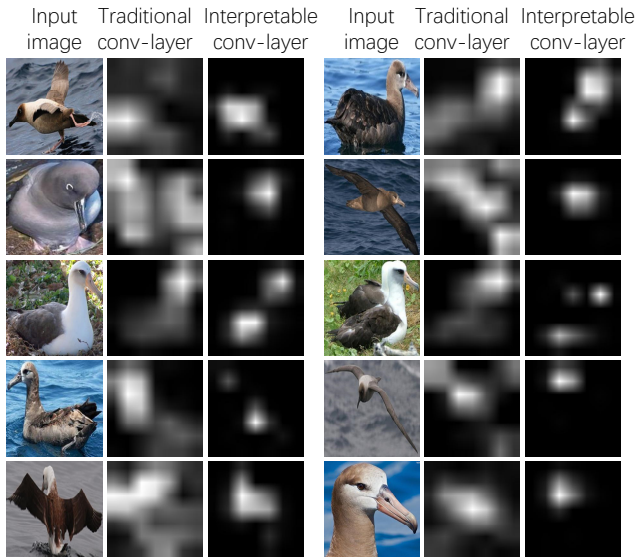 Input Traditional Interpretable Input Traditional Interpretable
image conv-layer conv-layer image conv-layer conv-layer